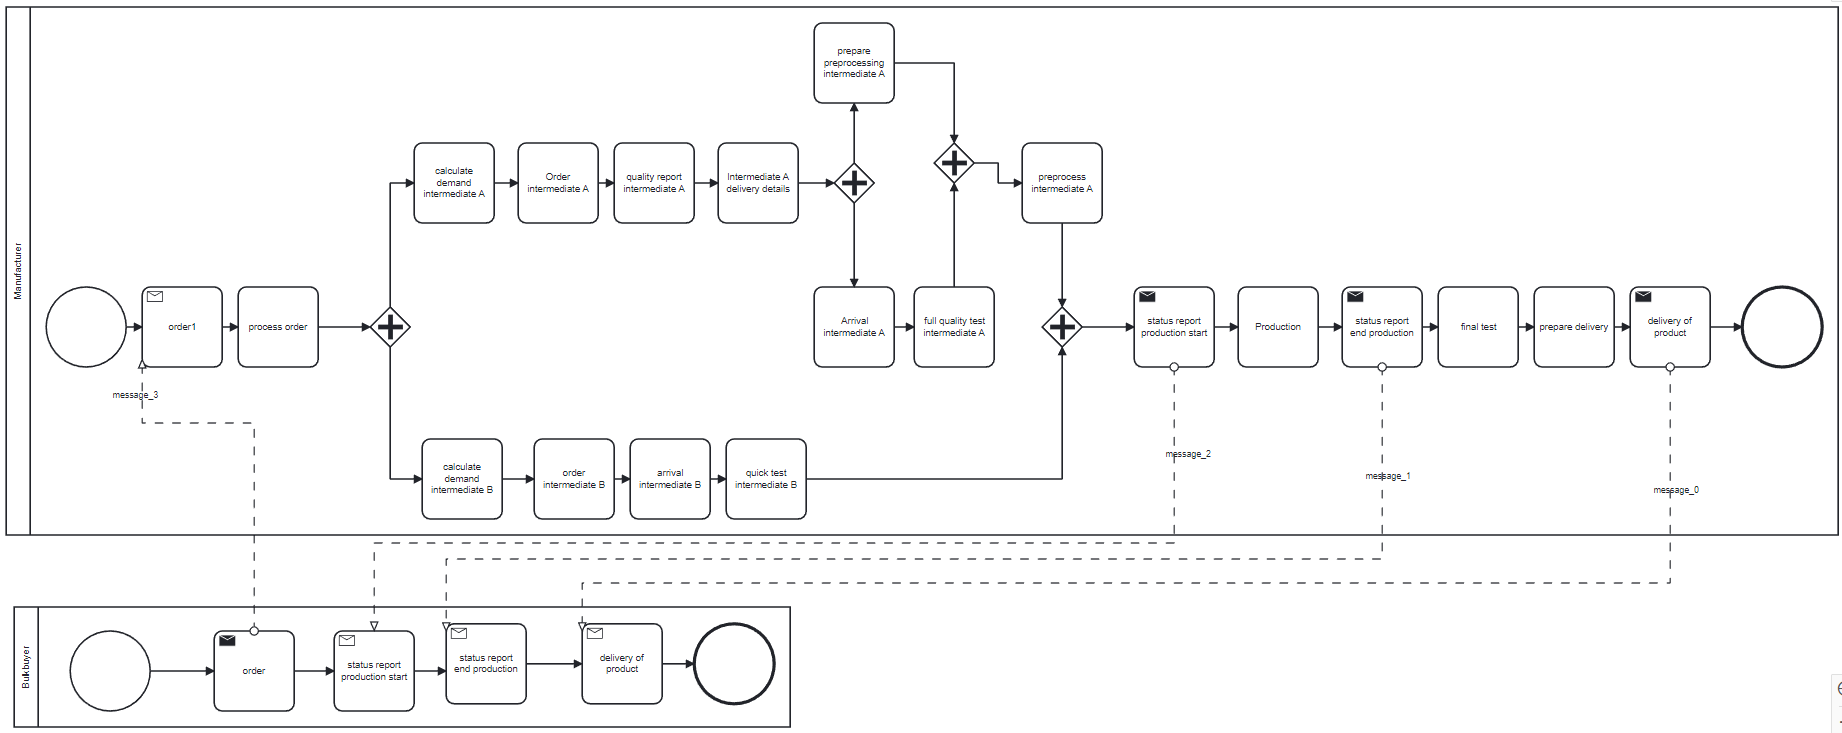 Manufacturer
prepare
preprocessing
intermediate A
calculate
demand
intermediate A
Order
intermediate A
quality report
intermediate A
Intermediate A
delivery details
preprocess
intermediate A
order1
process order
Arrival
intermediate A
full quality test
intermediate A
status report
production start
Production
status report
end production
final test
prepare delivery
delivery of
product
message_3
calculate
demand
intermediate B
order
intermediate B
arrival
intermediate B
quick test
intermediate B
message_2
message_1
message_0
Bulkbuyer
order
status report
production start
status report
end production
delivery of
product